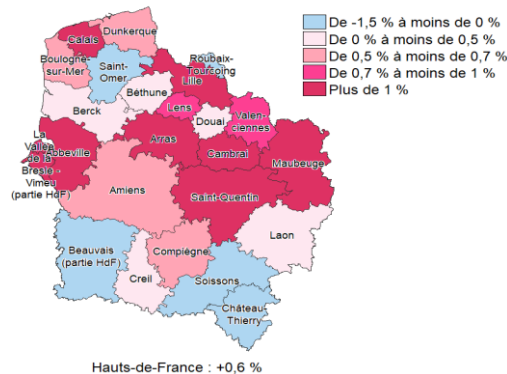 De -1,5 % à moins de 0 %
De 0 % à moins de 0,5 %
De 0,5 % à moins de 0,7 %
De 0,7 % à moins de 1 %
Plus de 1 %
Dunkerque
Calais
Boulogne-
sur-Mer
Saint-
Omer
Roubaix-
Tourcoing
Lille
Béthune
Lens
Berck
Douai
Valen-
ciennes
La
Vallée
de la
Bresle -
Vimeu
(partie HdF)
Abbeville
Arras
Cambrai
Maubeuge
Amiens
Saint-Quentin
Laon
Beauvais
(partie HdF)
Compiègne
Creil
Soissons
Château-
Thierry
Hauts-de-France : +0,6 %